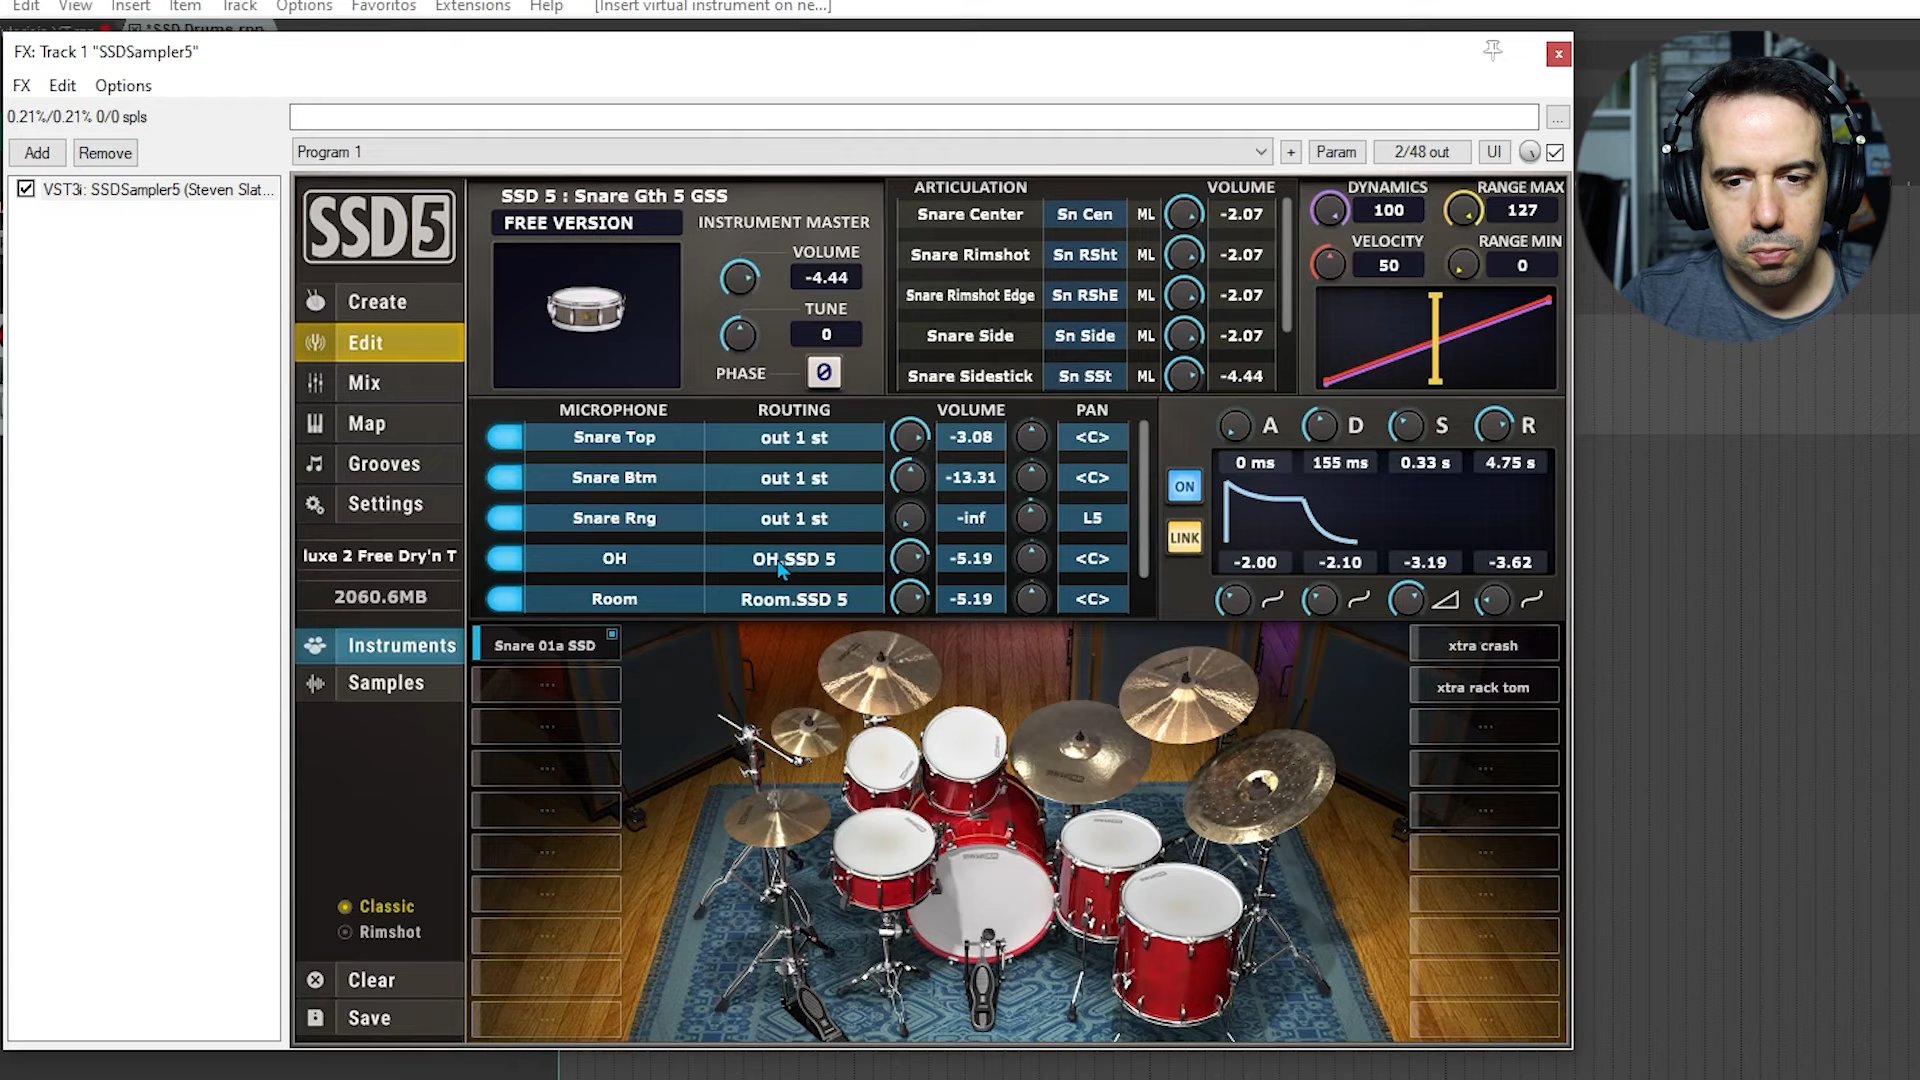 Edit View Insert Item Track Options Favorites Extensions Help [Insert virtual instrument on ne...]
*SSD Drums.rpp
FX: Track 1 "SSDSampler5"
x
FX Edit Options
0.21%/0.21% 0/0 spls
...
Add Remove
Program 1
+ Param 2/48 out UI
VST3i: SSDSampler5 (Steven Slat...
SSD5
SSD 5 : Snare Gth 5 GSS
FREE VERSION
INSTRUMENT MASTER
VOLUME
-4.44
TUNE
0
PHASE
Ø
ARTICULATION VOLUME
Snare Center Sn Cen ML -2.07
Snare Rimshot Sn RSht ML -2.07
Snare Rimshot Edge Sn RShE ML -2.07
Snare Side Sn Side ML -2.07
Snare Sidestick Sn SSt ML -4.44
DYNAMICS RANGE MAX
100 127
VELOCITY RANGE MIN
50 0
Create
Edit
Mix
Map
Grooves
Settings
luxe 2 Free Dry'n T
2060.6MB
Instruments
Samples
Classic
Rimshot
Clear
Save
MICROPHONE ROUTING VOLUME PAN
Snare Top out 1 st -3.08 <C>
Snare Btm out 1 st -13.31 <C>
Snare Rng out 1 st -inf L5
OH OH.SSD 5 -5.19 <C>
Room Room.SSD 5 -5.19 <C>
ON
LINK
A D S R
0 ms 155 ms 0.33 s 4.75 s
-2.00 -2.10 -3.19 -3.62
Snare 01a SSD
...
...
...
...
...
...
...
...
...
xtra crash
xtra rack tom
...
...
...
...
...
...
...
...